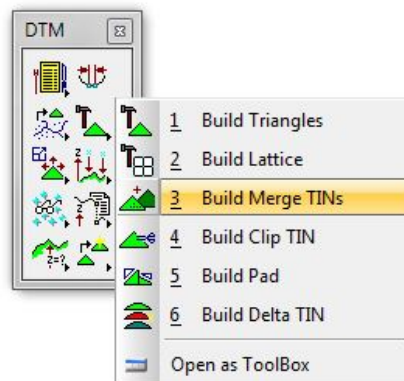 DTM
1 Build Triangles
2 Build Lattice
3 Build Merge TINs
4 Build Clip TIN
5 Build Pad
6 Build Delta TIN
Open as ToolBox